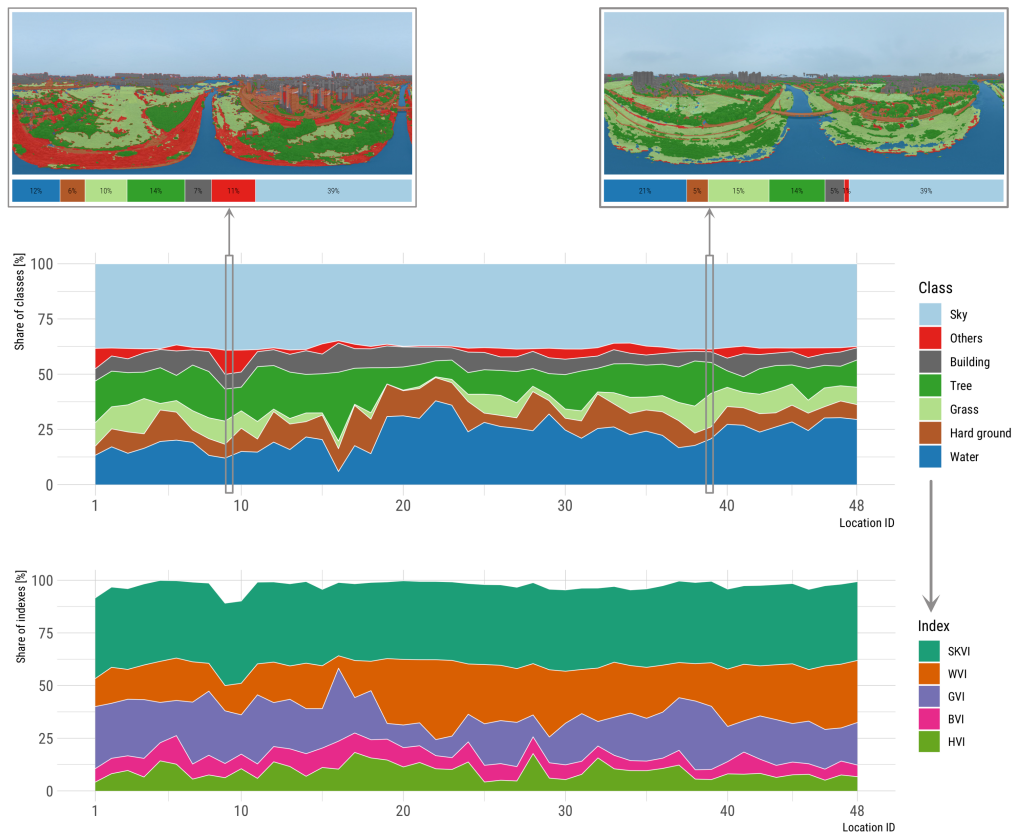 12% 6% 10% 14% 7% 11% 39%
21% 5% 15% 14% 5% 1% 39%
Share of classes [%]
100
75
50
25
0
1 10 20 30 40 48
Location ID
Class
Sky
Others
Building
Tree
Grass
Hard ground
Water
Share of indexes [%]
100
75
50
25
0
1 10 20 30 40 48
Location ID
Index
SKVI
WVI
GVI
BVI
HVI